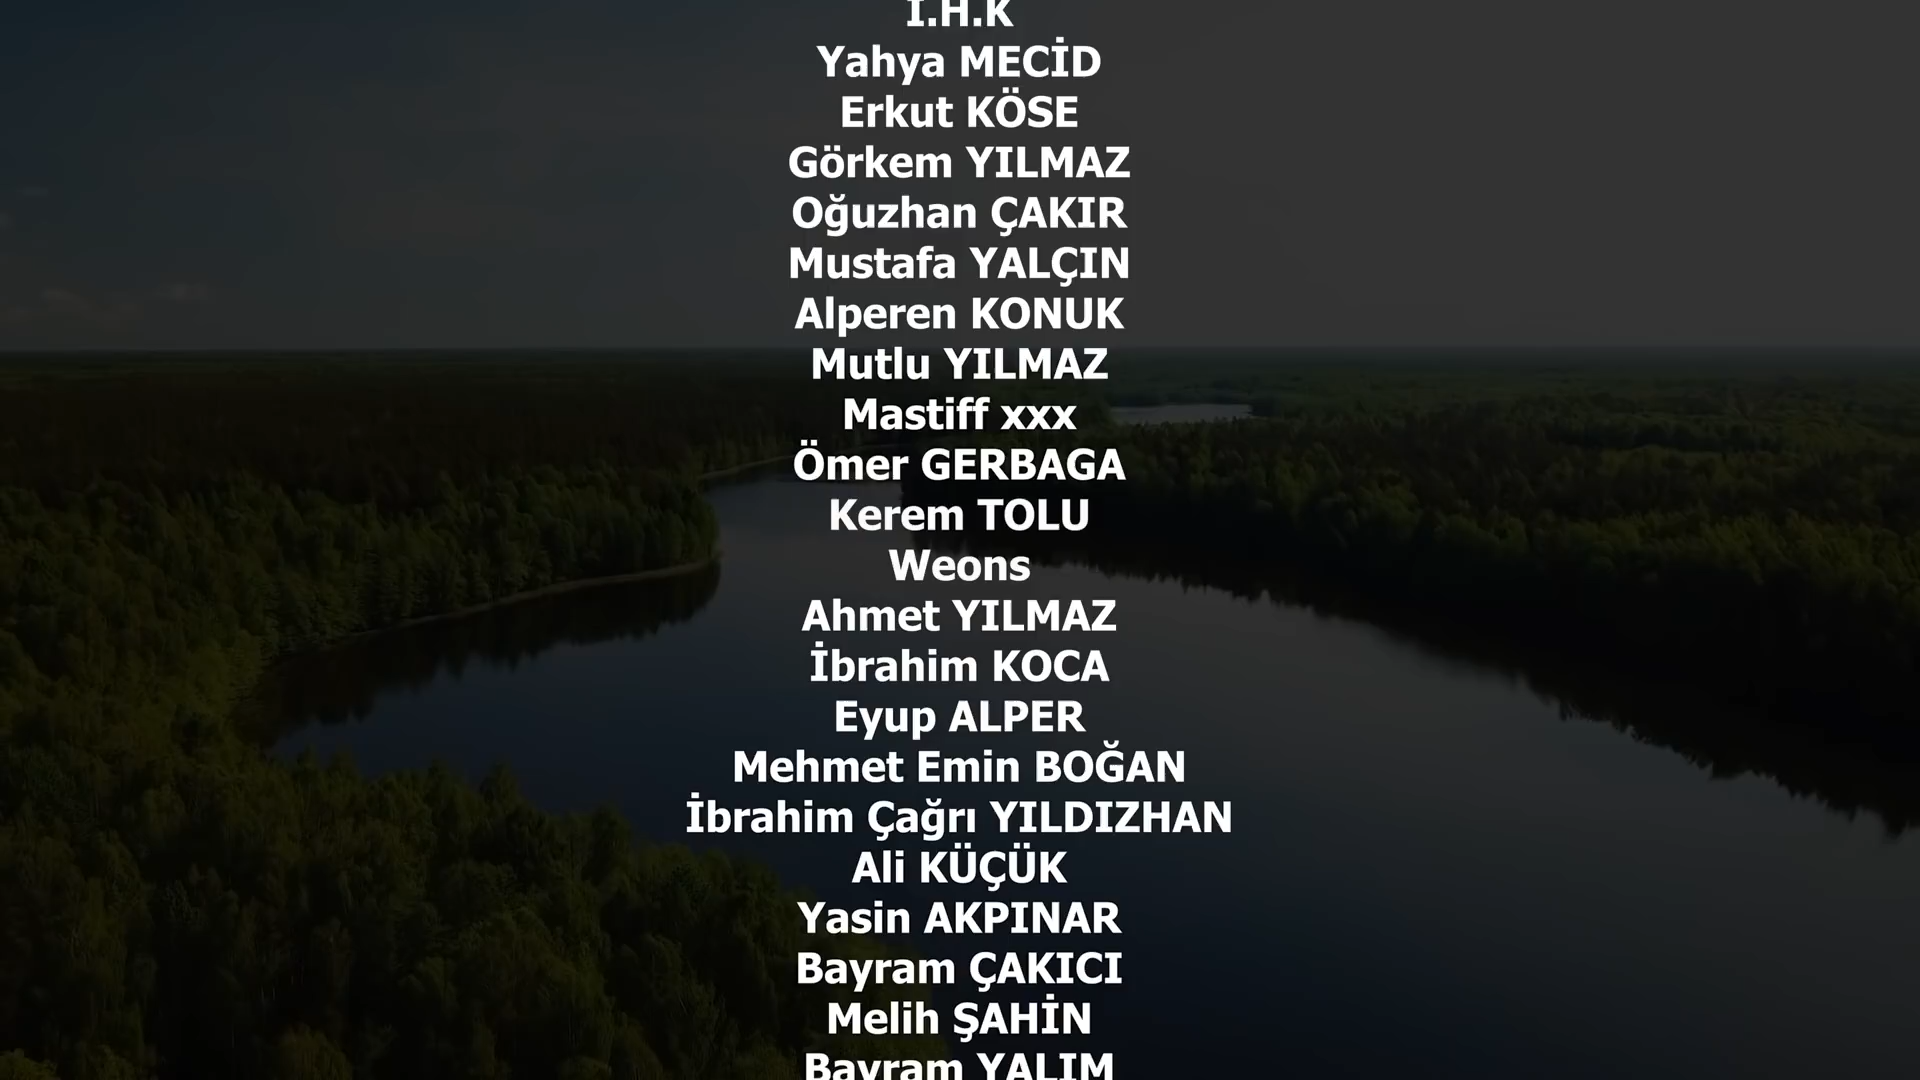 I.H.K
Yahya MECİD
Erkut KÖSE
Görkem YILMAZ
Oğuzhan ÇAKIR
Mustafa YALÇIN
Alperen KONUK
Mutlu YILMAZ
Mastiff xxx
Ömer GERBAGA
Kerem TOLU
Weons
Ahmet YILMAZ
İbrahim KOCA
Eyup ALPER
Mehmet Emin BOĞAN
İbrahim Çağrı YILDIZHAN
Ali KÜÇÜK
Yasin AKPINAR
Bayram ÇAKICI
Melih ŞAHİN
Bayram YALIM